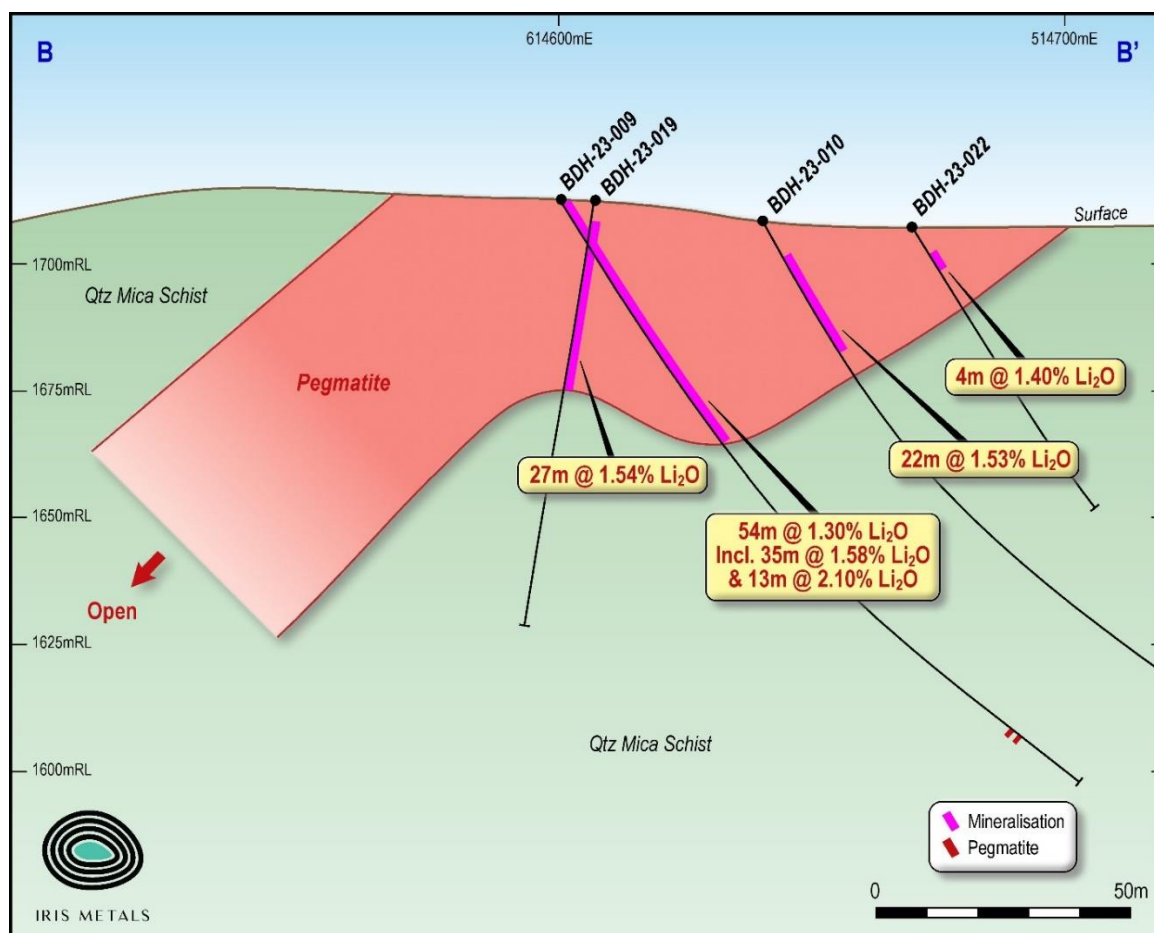 614600mE
514700mE
B
B'
BDH-23-009
BDH-23-019
BDH-23-010
BDH-23-022
Surface
1700mRL
Qtz Mica Schist
Pegmatite
1675mRL
4m @ 1.40% Li₂O
27m @ 1.54% Li₂O
22m @ 1.53% Li₂O
1650mRL
54m @ 1.30% Li₂O
Incl. 35m @ 1.58% Li₂O
& 13m @ 2.10% Li₂O
Open
1625mRL
Qtz Mica Schist
1600mRL
Mineralisation
Pegmatite
0
50m
IRIS METALS